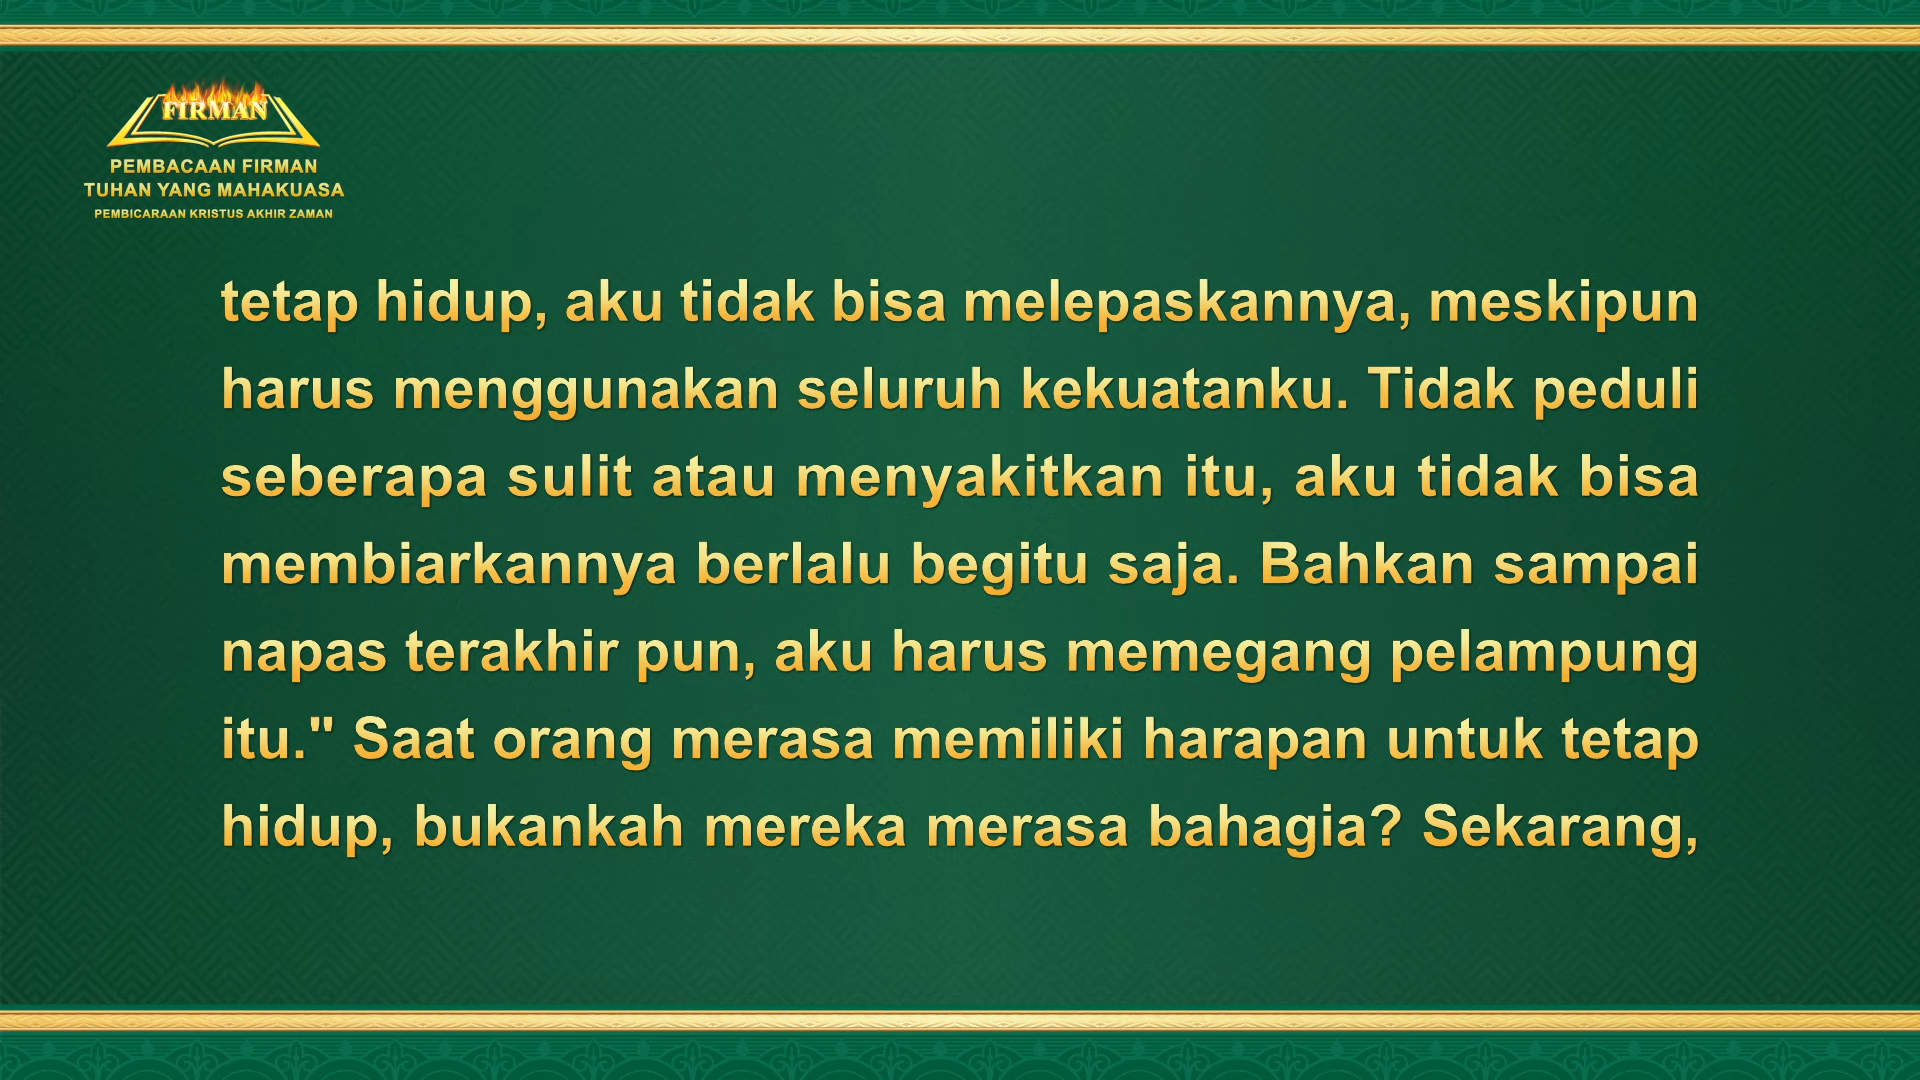 FIRMAN
PEMBACAAN FIRMAN
TUHAN YANG MAHAKUASA
PEMBICARAAN KRISTUS AKHIR ZAMAN
tetap hidup, aku tidak bisa melepaskannya, meskipun
harus menggunakan seluruh kekuatanku. Tidak peduli
seberapa sulit atau menyakitkan itu, aku tidak bisa
membiarkannya berlalu begitu saja. Bahkan sampai
napas terakhir pun, aku harus memegang pelampung
itu." Saat orang merasa memiliki harapan untuk tetap
hidup, bukankah mereka merasa bahagia? Sekarang,